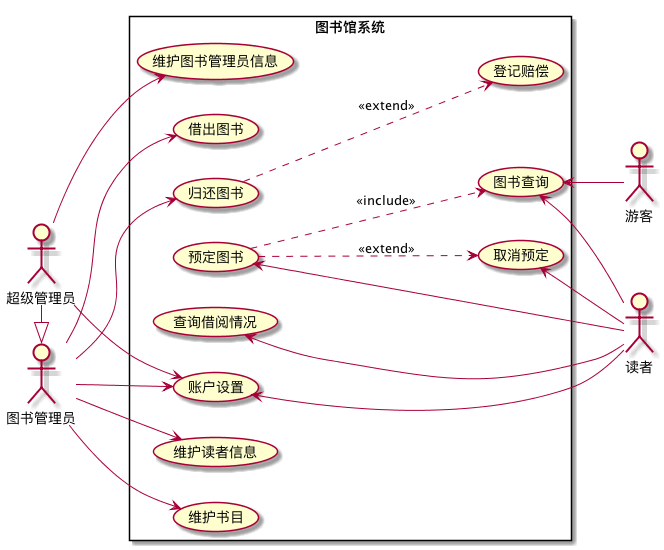 图书馆系统
维护图书管理员信息
登记赔偿
«extend»
借出图书
归还图书
图书查询
«include»
游客
预定图书
«extend»
取消预定
超级管理员
查询借阅情况
读者
账户设置
图书管理员
维护读者信息
维护书目